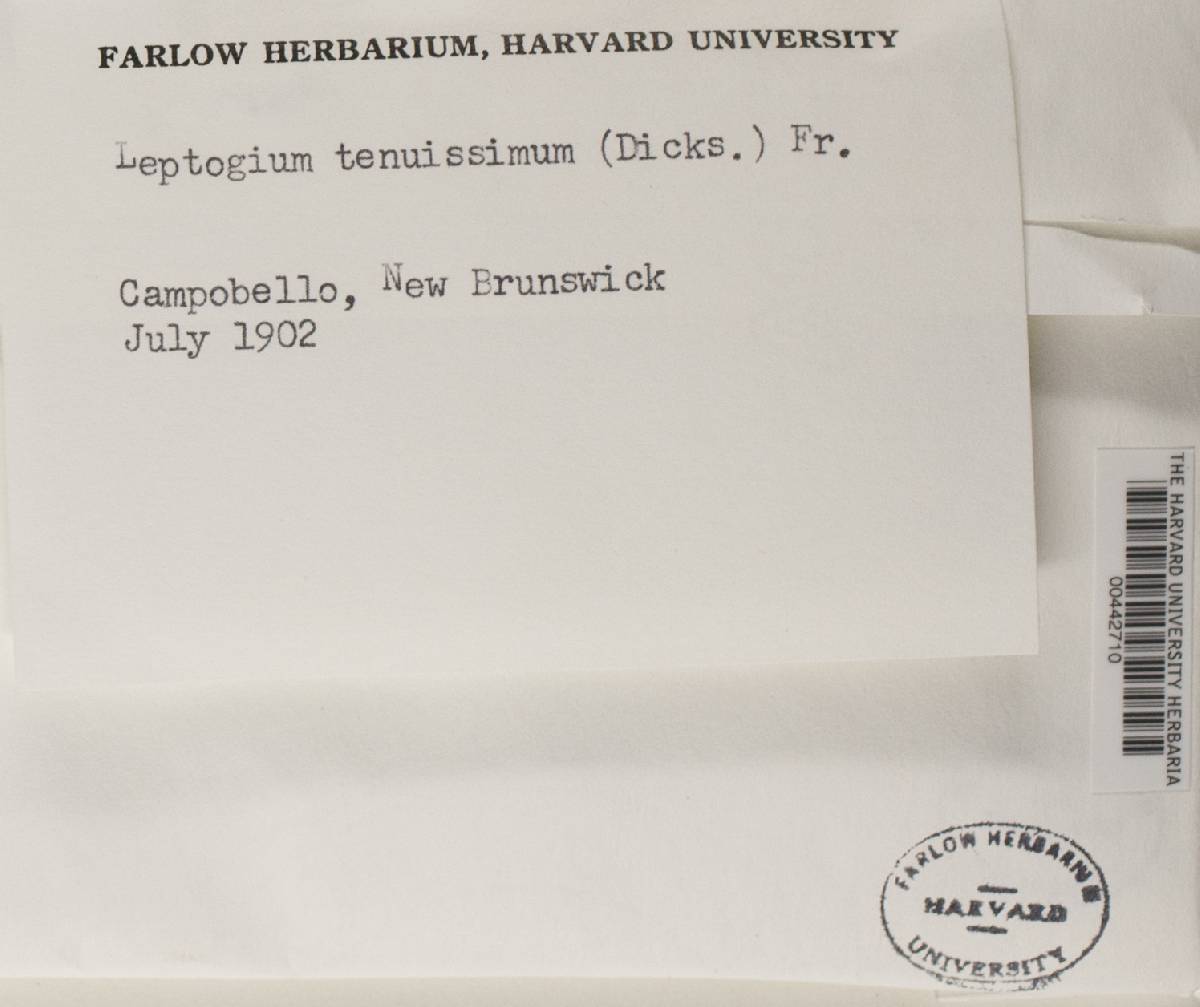 FARLOW HERBARIUM, HARVARD UNIVERSITY
Leptogium tenuissimum (Dicks.) Fr.
Campobello, New Brunswick
July 1902
THE HARVARD UNIVERSITY HERBARIA
00442710
FARLOW HERBARIUM
HARVARD
UNIVERSITY